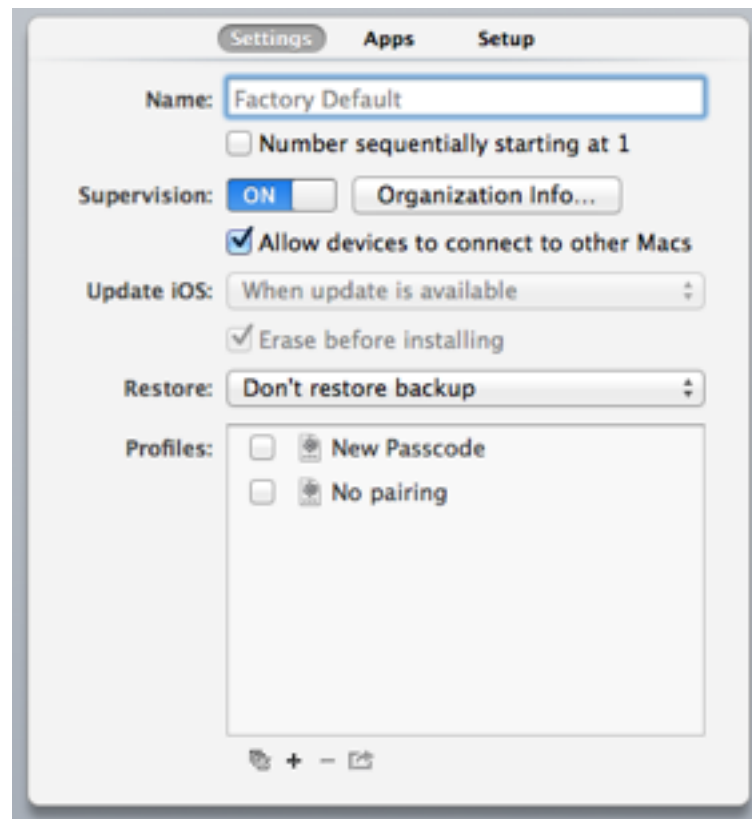 Settings Apps Setup
Name: Factory Default
Number sequentially starting at 1
Supervision: ON Organization Info...
Allow devices to connect to other Macs
Update iOS: When update is available
Erase before installing
Restore: Don't restore backup
Profiles: New Passcode
No pairing